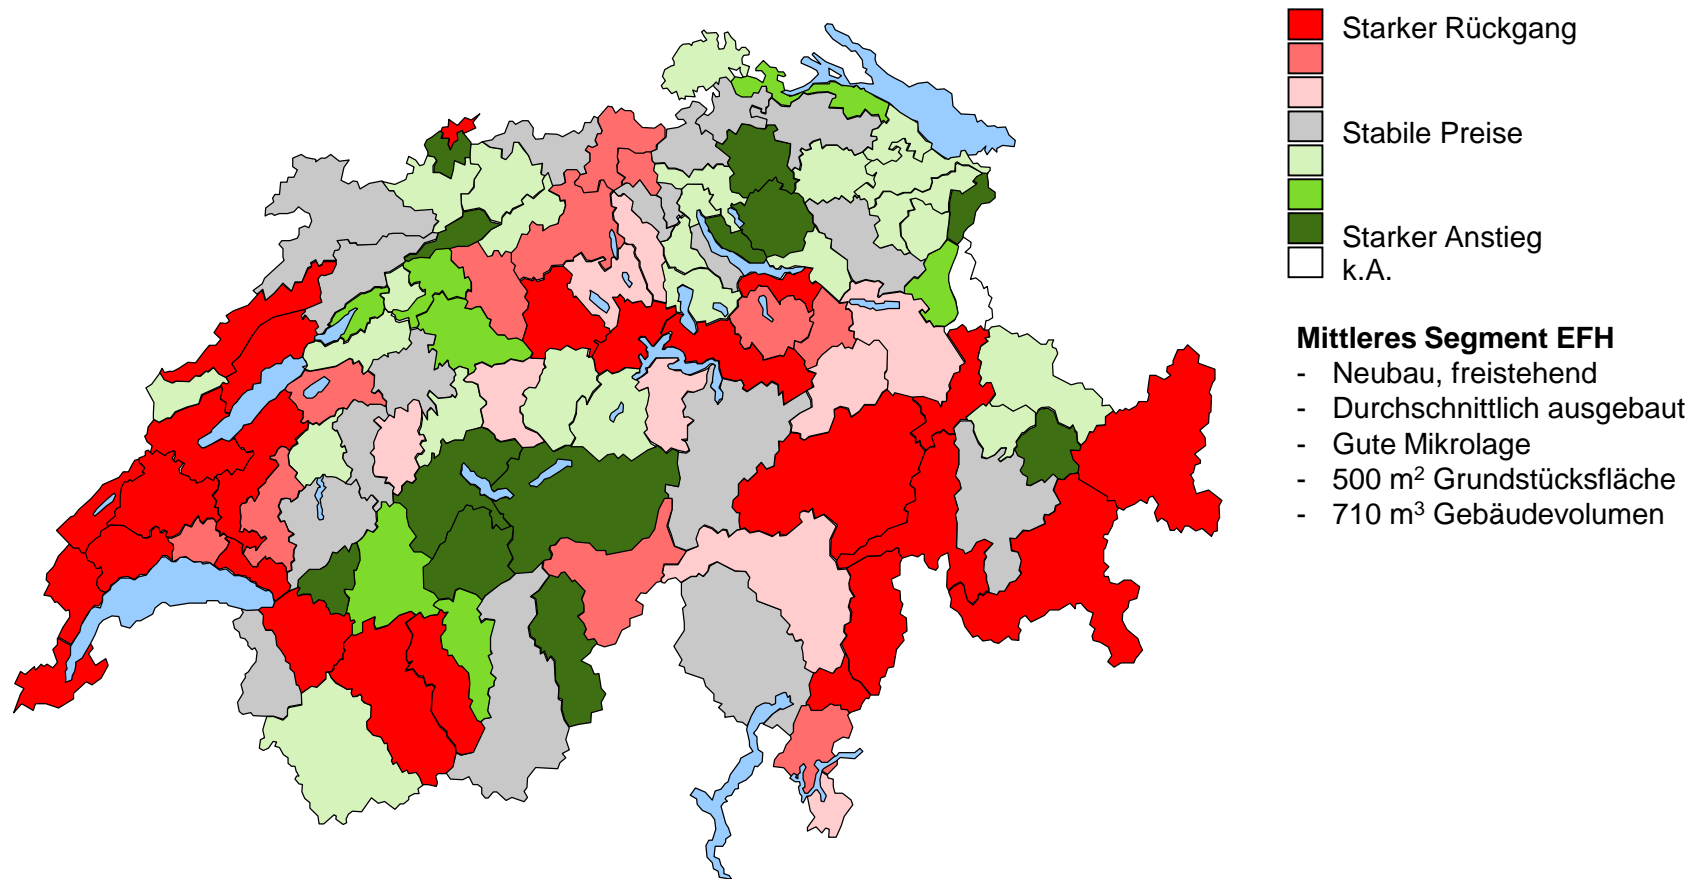 Starker Rückgang
Stabile Preise
Starker Anstieg
k.A.
Mittleres Segment EFH
- Neubau, freistehend
- Durchschnittlich ausgebaut
- Gute Mikrolage
- 500 m² Grundstücksfläche
- 710 m³ Gebäudevolumen